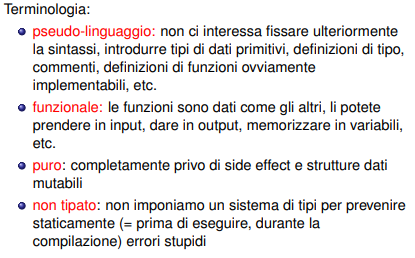 Terminologia:
pseudo-linguaggio: non ci interessa fissare ulteriormente
la sintassi, introdurre tipi di dati primitivi, definizioni di tipo,
commenti, definizioni di funzioni ovviamente
implementabili, etc.
funzionale: le funzioni sono dati come gli altri, li potete
prendere in input, dare in output, memorizzare in variabili,
etc.
puro: completamente privo di side effect e strutture dati
mutabili
non tipato: non imponiamo un sistema di tipi per prevenire
staticamente (= prima di eseguire, durante la
compilazione) errori stupidi